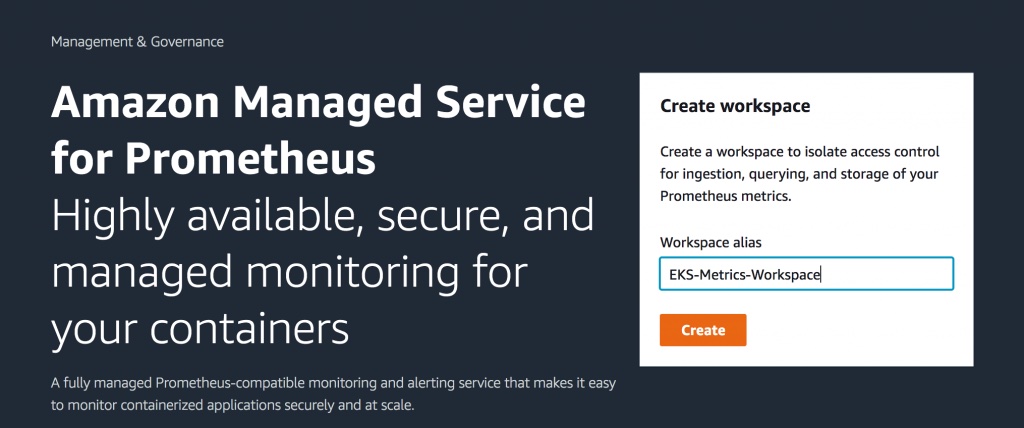 Management & Governance
Amazon Managed Service
for Prometheus
Highly available, secure, and
managed monitoring for
your containers
A fully managed Prometheus-compatible monitoring and alerting service that makes it easy
to monitor containerized applications securely and at scale.
Create workspace
Create a workspace to isolate access control
for ingestion, querying, and storage of your
Prometheus metrics.
Workspace alias
EKS-Metrics-Workspace
Create